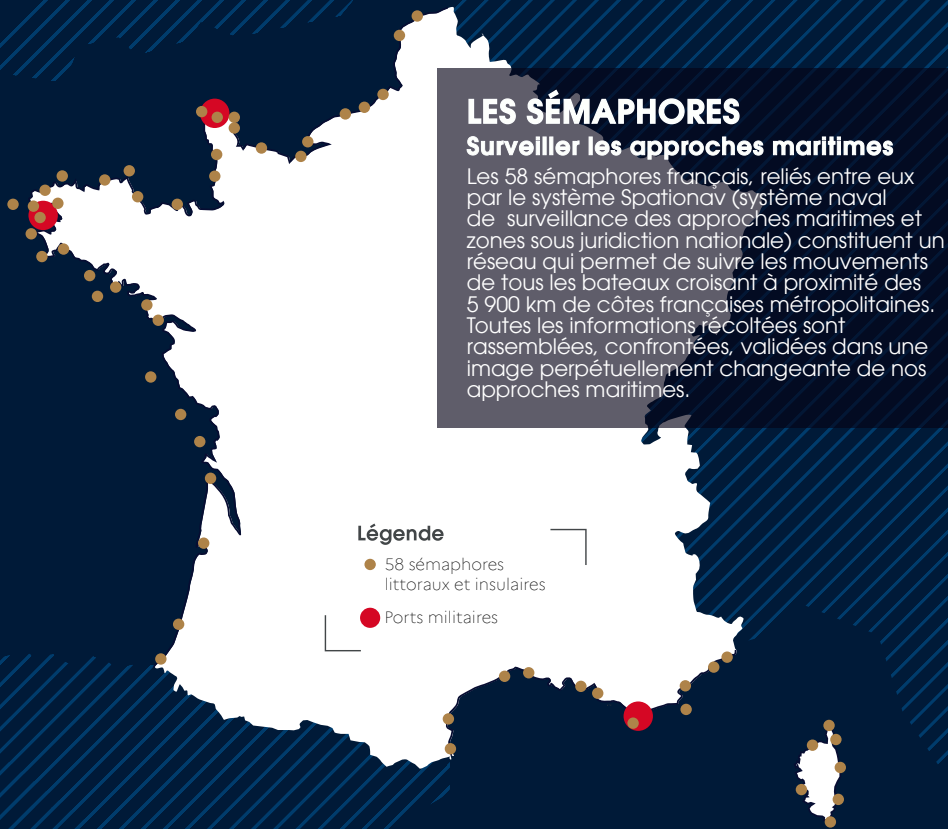 LES SÉMAPHORES
Surveiller les approches maritimes
Les 58 sémaphores français, reliés entre eux
par le système Spationav (système naval
de surveillance des approches maritimes et
zones sous juridiction nationale) constituent un
réseau qui permet de suivre les mouvements
de tous les bateaux croisant à proximité des
5 900 km de côtes françaises métropolitaines.
Toutes les informations récoltées sont
rassemblées, confrontées, validées dans une
image perpétuellement changeante de nos
approches maritimes.
Légende
58 sémaphores
littoraux et insulaires
Ports militaires